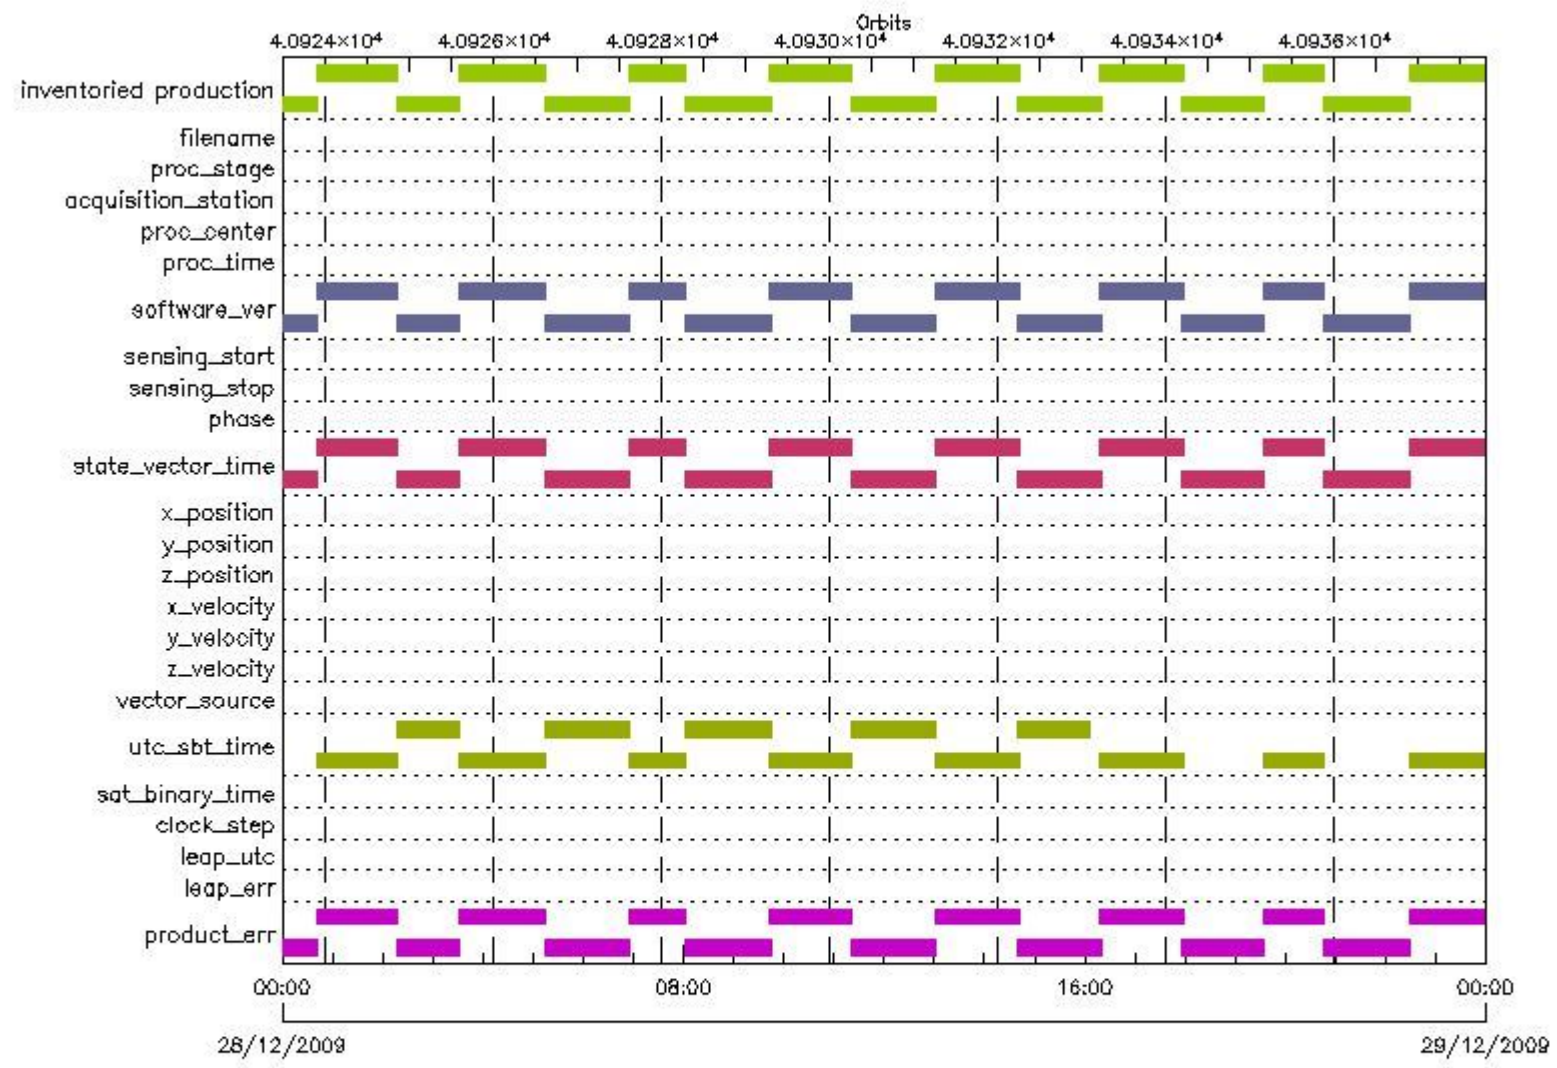 Orbits
4.0924×10⁴ 4.0926×10⁴ 4.0928×10⁴ 4.0930×10⁴ 4.0932×10⁴ 4.0934×10⁴ 4.0936×10⁴
inventoried production
filename
proc_stage
acquisition_station
proc_center
proc_time
software_ver
sensing_start
sensing_stop
phase
state_vector_time
x_position
y_position
z_position
x_velocity
y_velocity
z_velocity
vector_source
utc_sbt_time
sat_binary_time
clock_step
leap_utc
leap_err
product_err
00:00 08:00 16:00 00:00
28/12/2009 29/12/2009